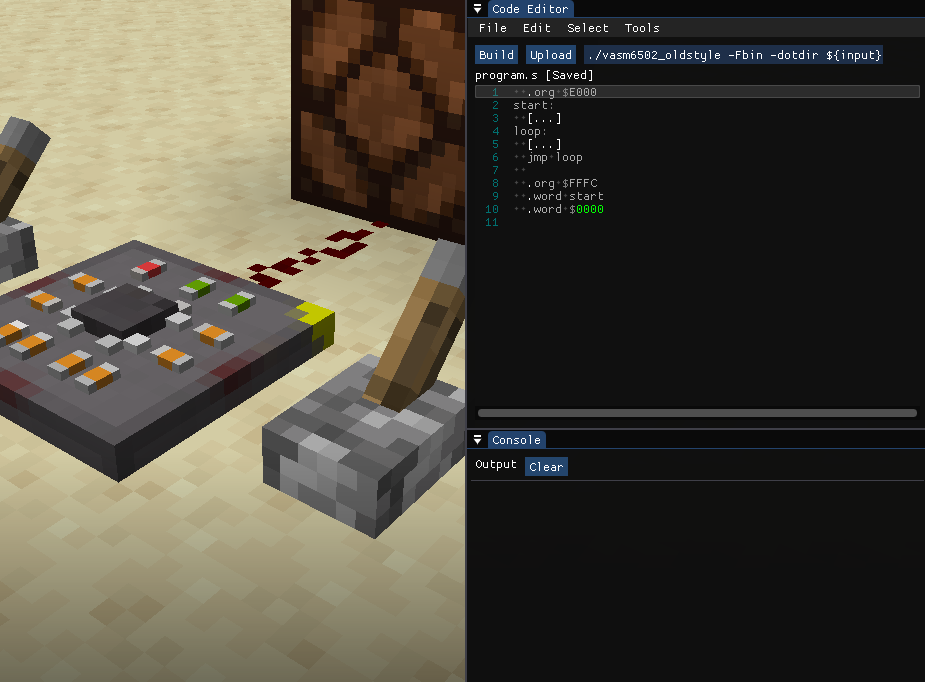 Code Editor
File Edit Select Tools
Build Upload ./vasm6502_oldstyle -Fbin -dotdir ${input}
program.s [Saved]
1 .org $E000
2 start:
3 [...]
4 loop:
5 [...]
6 jmp loop
7
8 .org $FFFC
9 .word start
10 .word $0000
11
Console
Output Clear